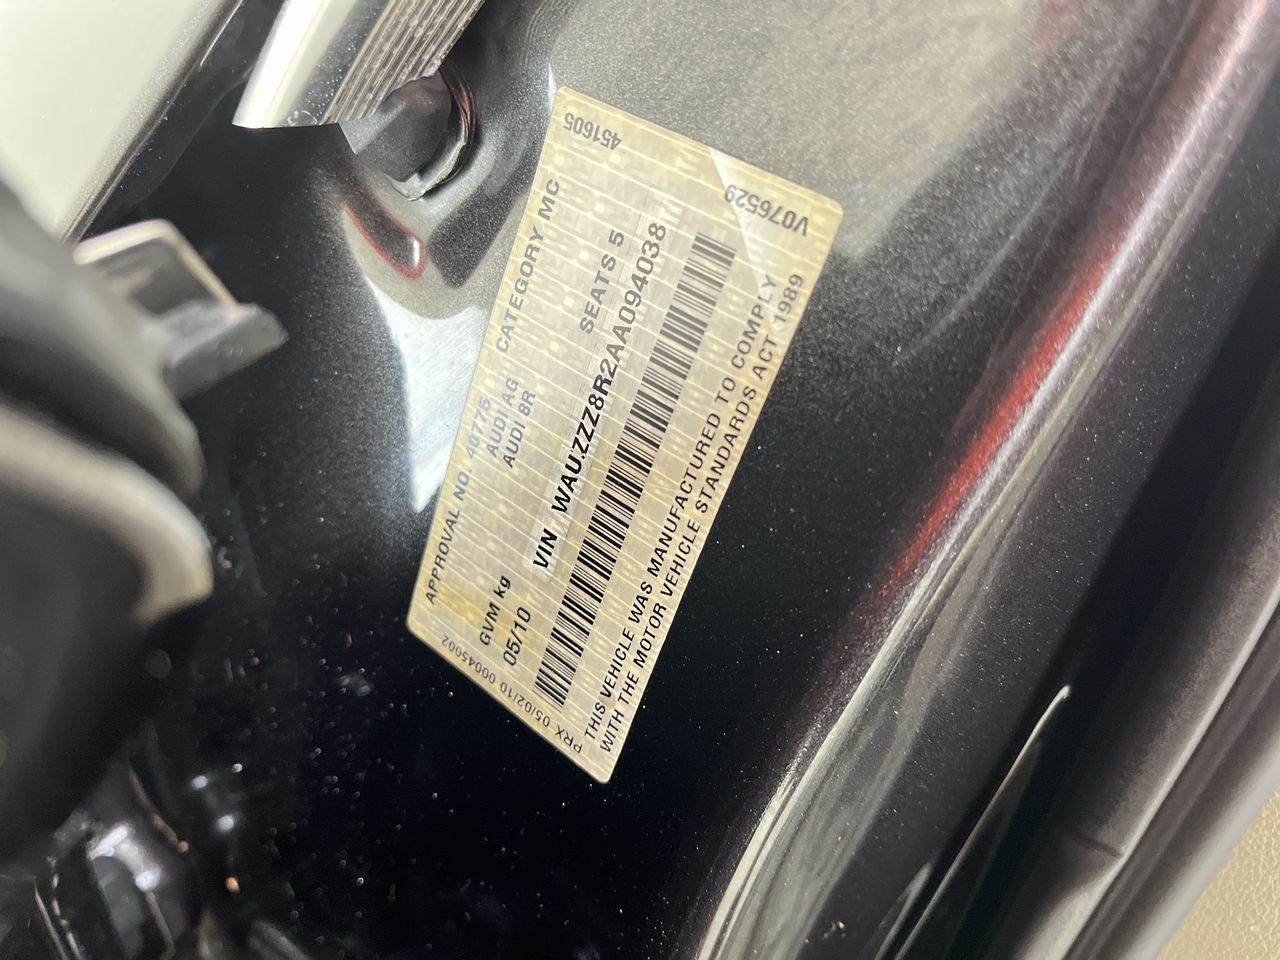 451605
V076529
APPROVAL NO. 46775 CATEGORY MC
AUDI AG
AUDI 8R
SEATS 5
GVM kg
05/10
VIN WAUZZZ8R2AA094038
THIS VEHICLE WAS MANUFACTURED TO COMPLY
WITH THE MOTOR VEHICLE STANDARDS ACT 1989
PRX 05/02/10 00045002